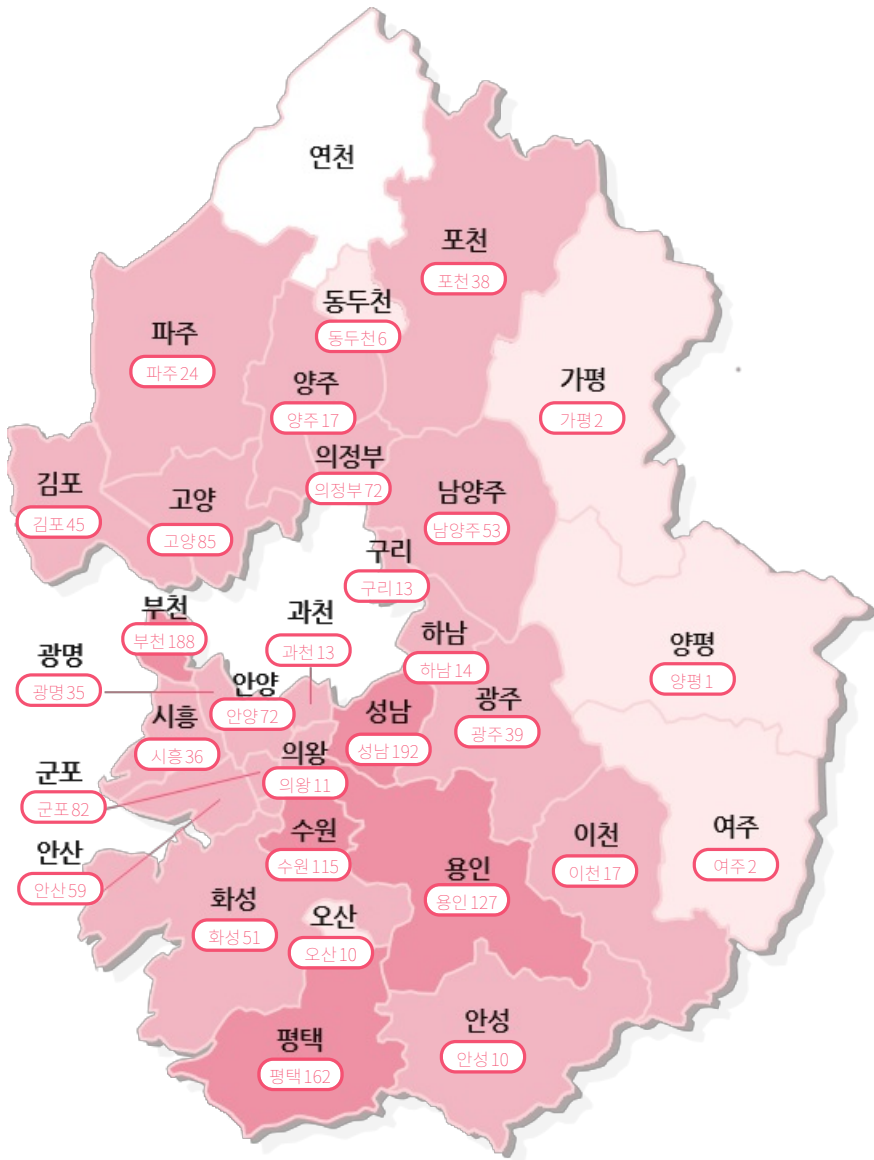 연천
포천
포천38
동두천
동두천6
파주
파주24
양주
양주17
가평
가평2
의정부
의정부72
김포
김포45
고양
고양85
남양주
남양주53
구리
구리13
부천
부천188
과천
과천13
하남
하남14
양평
양평1
광명
광명35
안양
안양72
시흥
시흥36
성남
성남192
광주
광주39
의왕
의왕11
군포
군포82
수원
수원115
이천
이천17
여주
여주2
안산
안산59
용인
용인127
화성
화성51
오산
오산10
안성
안성10
평택
평택162